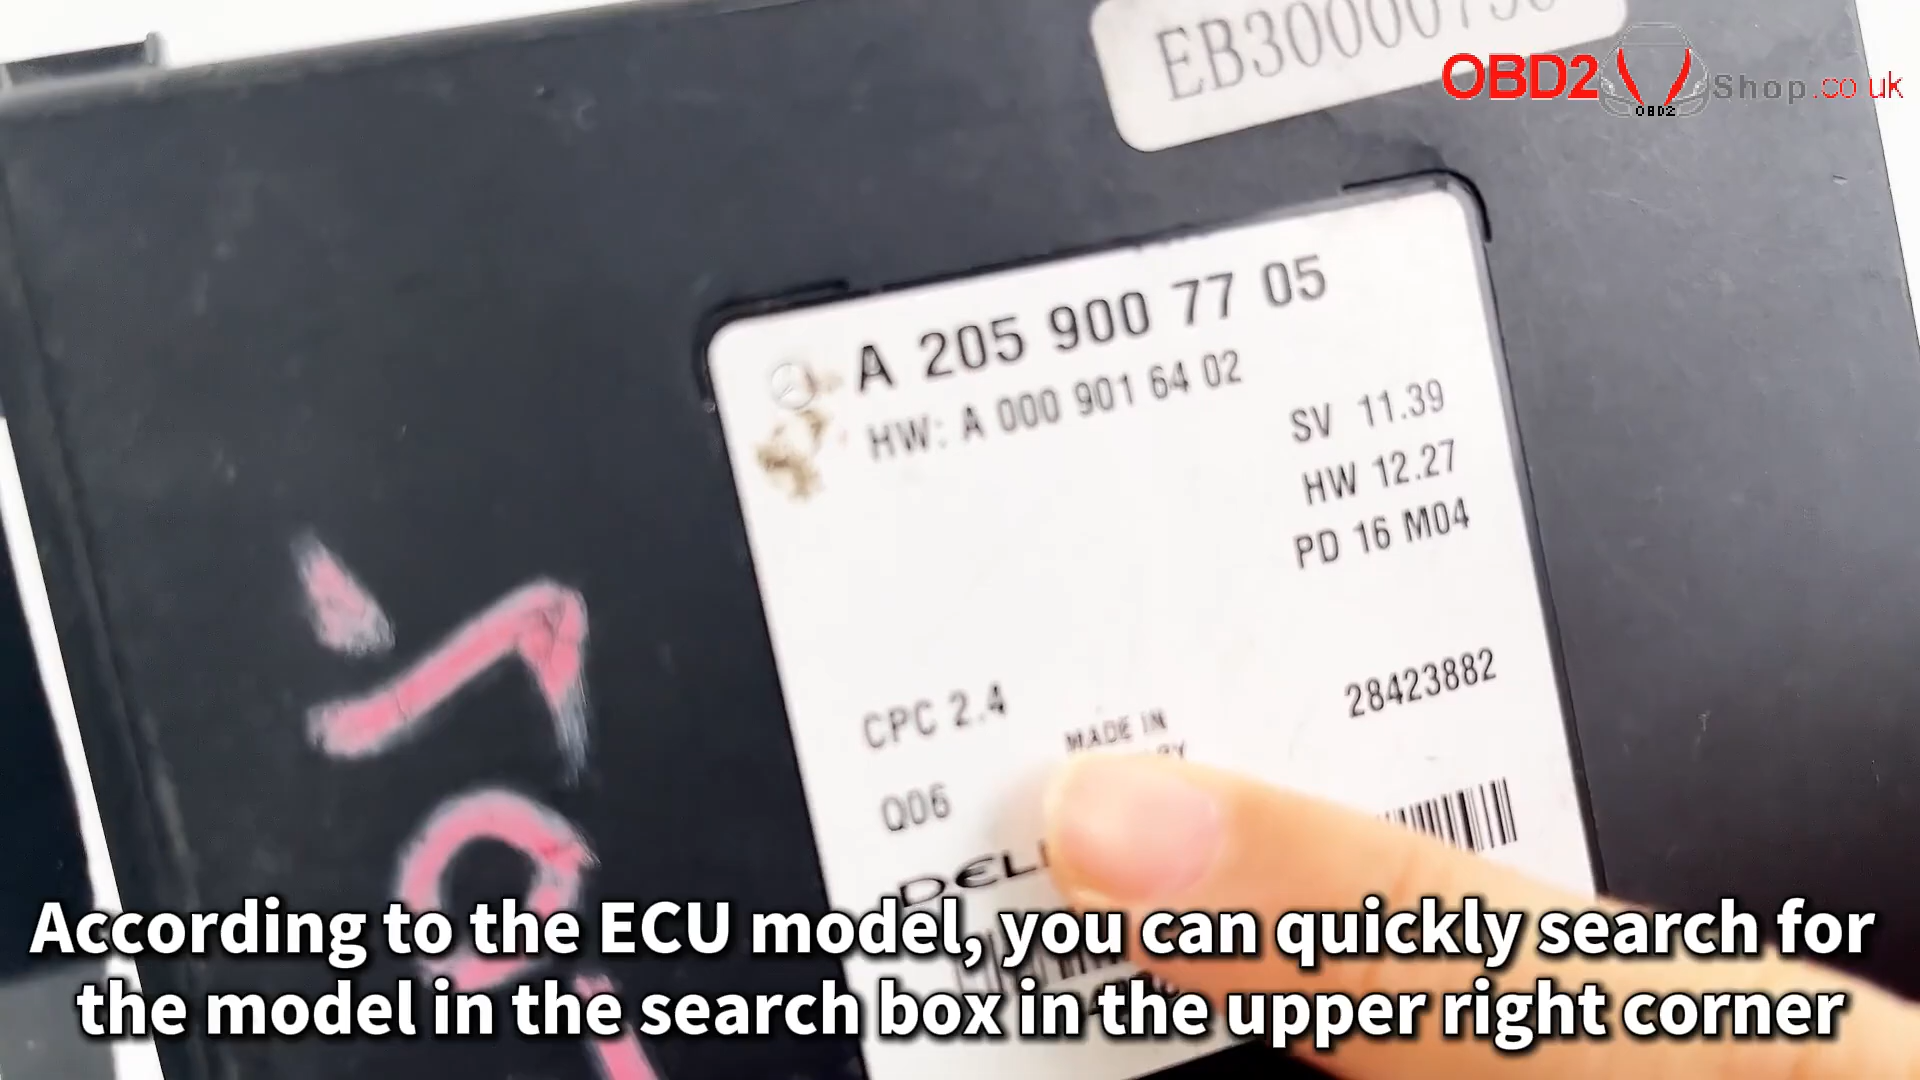 OBD2 Shop.co.uk
OBD2
A 205 900 77 05
HW: A 000 901 64 02
SV 11.39
HW 12.27
PD 16 M04
CPC 2.4
28423882
MADE IN
Q06
According to the ECU model, you can quickly search for
the model in the search box in the upper right corner